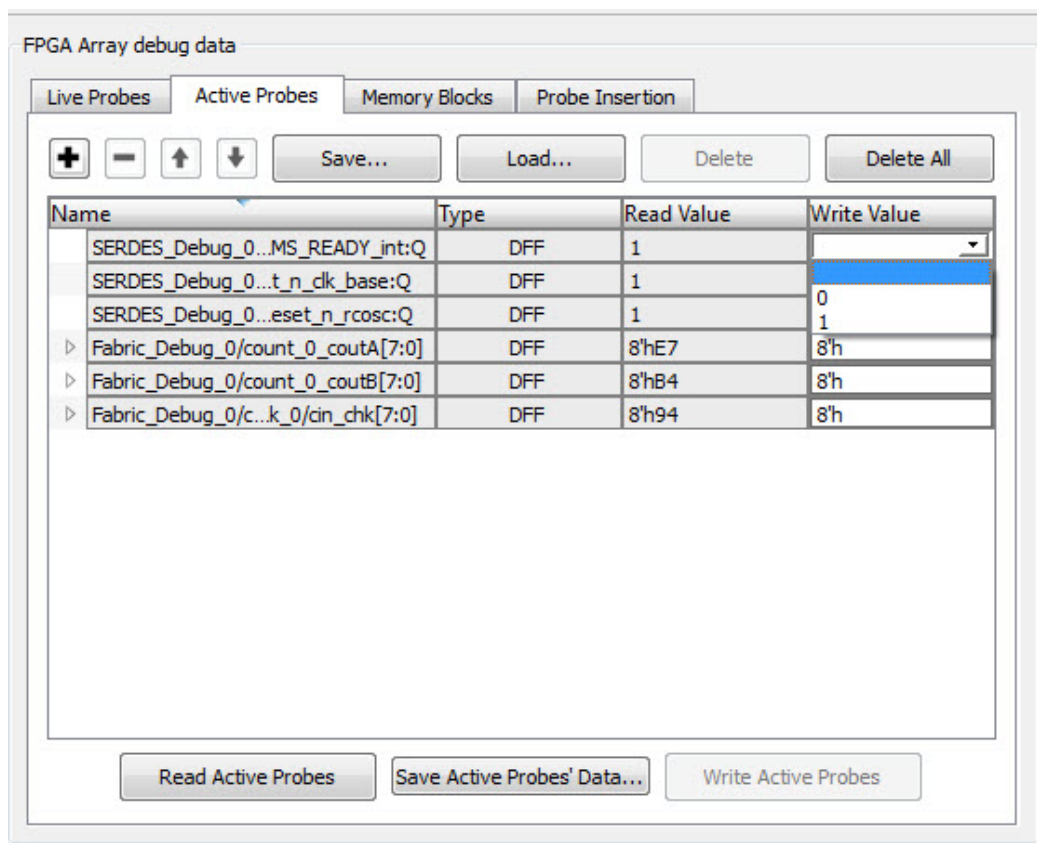 FPGA Array debug data
Live Probes Active Probes Memory Blocks Probe Insertion
Save... Load... Delete Delete All
Name Type Read Value Write Value
SERDES_Debug_0...MS_READY_int:Q DFF 1
SERDES_Debug_0...t_n_clk_base:Q DFF 1
0
SERDES_Debug_0...eset_n_rcosc:Q DFF 1
1
Fabric_Debug_0/count_0_coutA[7:0] DFF 8'hE7 8'h
Fabric_Debug_0/count_0_coutB[7:0] DFF 8'hB4 8'h
Fabric_Debug_0/c...k_0/cin_chk[7:0] DFF 8'h94 8'h
Read Active Probes Save Active Probes' Data... Write Active Probes